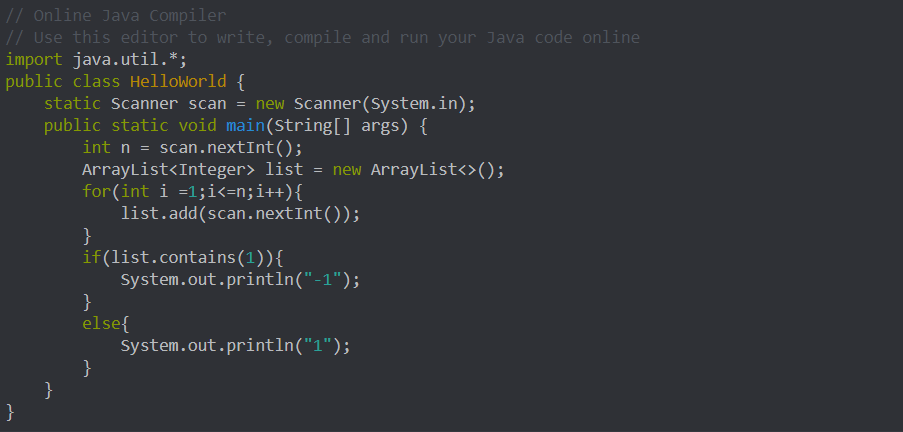 // Online Java Compiler
// Use this editor to write, compile and run your Java code online
import java.util.*;
public class HelloWorld {
    static Scanner scan = new Scanner(System.in);
    public static void main(String[] args) {
        int n = scan.nextInt();
        ArrayList<Integer> list = new ArrayList<>();
        for(int i =1;i<=n;i++){
            list.add(scan.nextInt());
        }
        if(list.contains(1)){
            System.out.println("-1");
        }
        else{
            System.out.println("1");
        }
    }
}